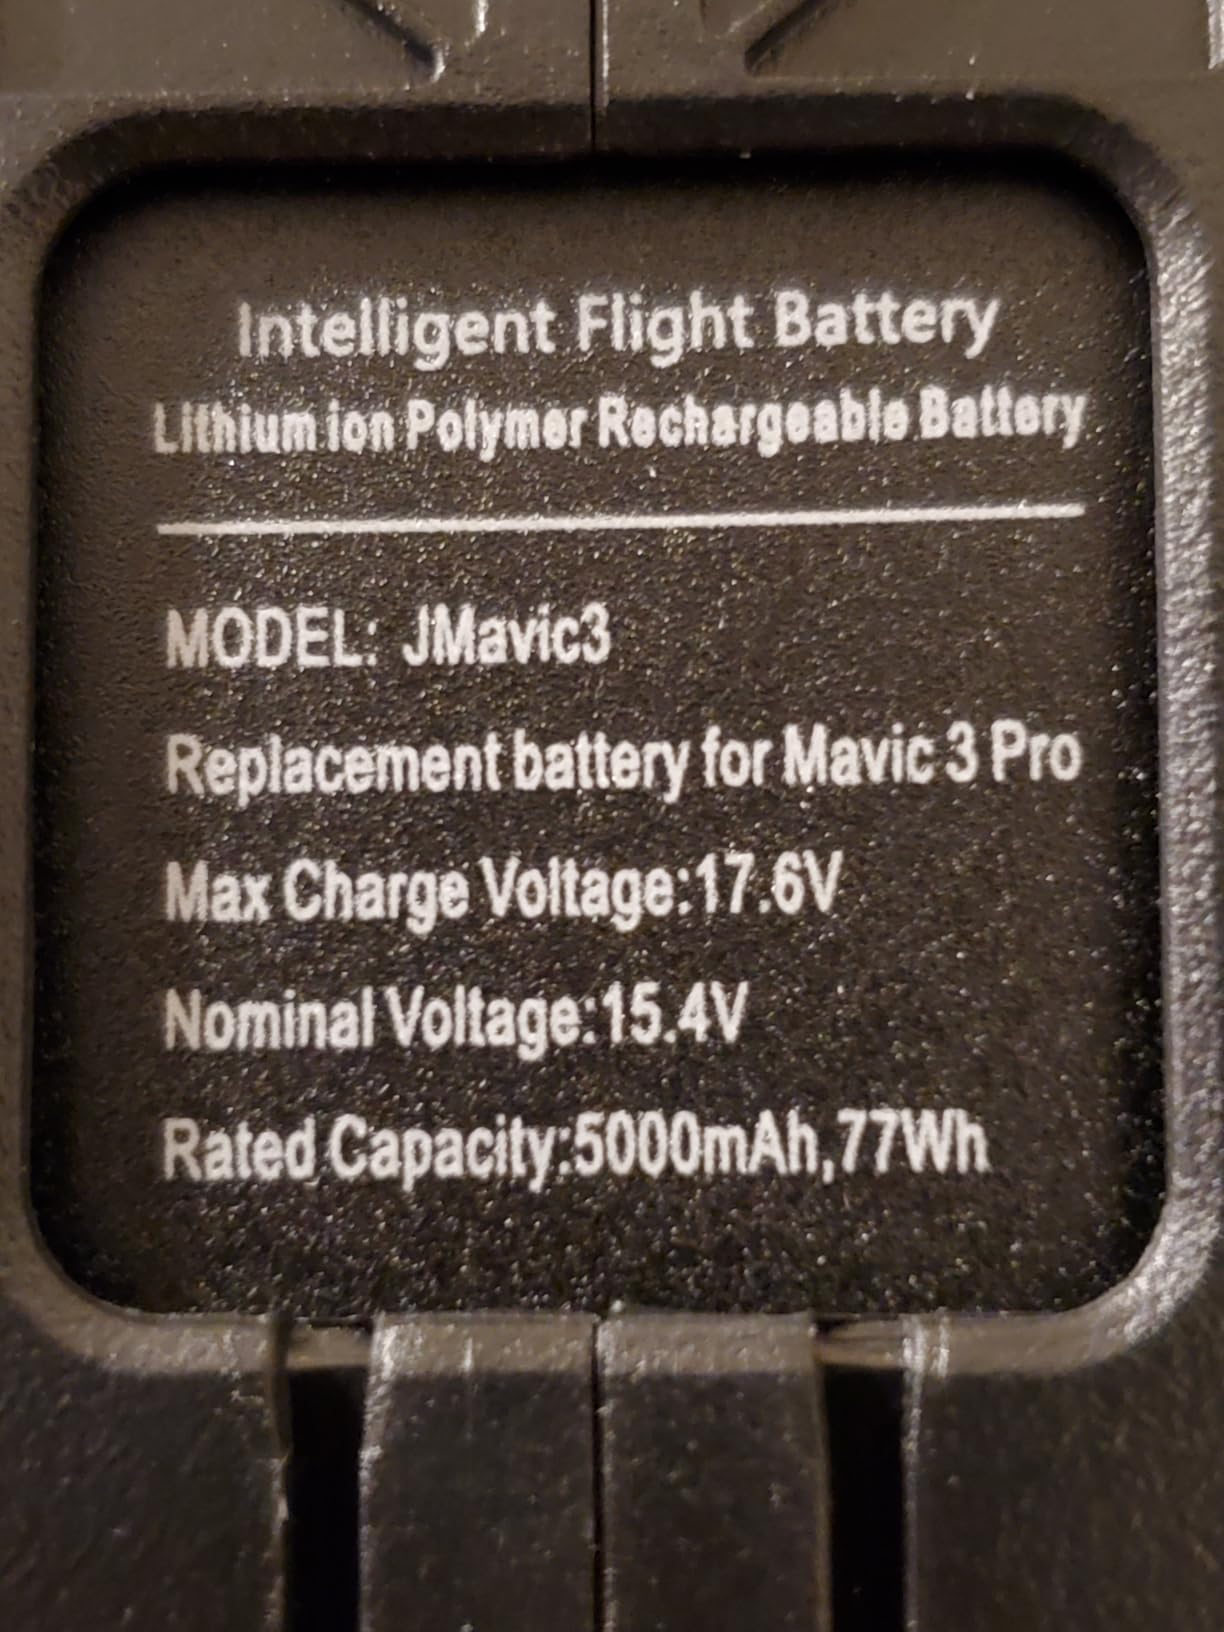 Intelligent Flight Battery
Lithium ion Polymer Rechargeable Battery
MODEL: JMavic3
Replacement battery for Mavic 3 Pro
Max Charge Voltage:17.6V
Nominal Voltage:15.4V
Rated Capacity:5000mAh,77Wh